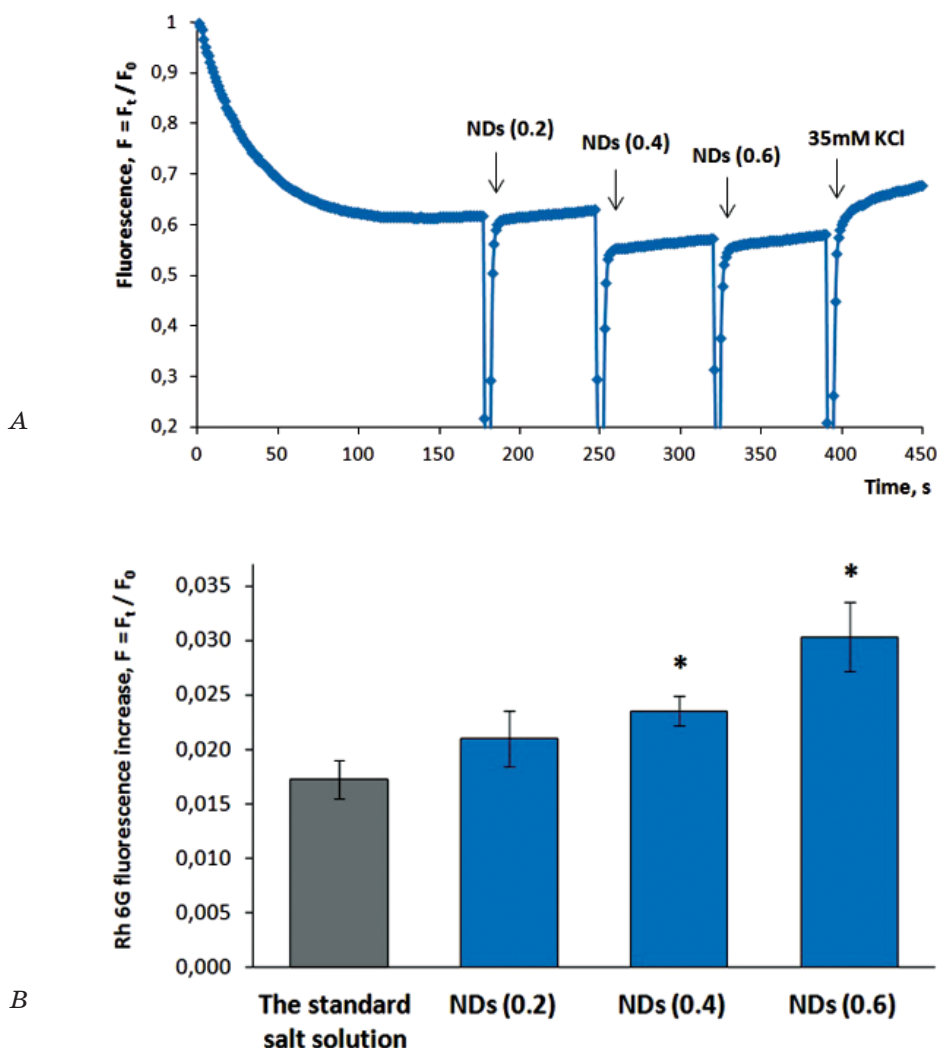 1
0,9
0,8
0,7
0,6
0,5
0,4
0,3
0,2
Fluorescence, F = Fₜ / F₀
NDs (0.2)
NDs (0.4)
NDs (0.6)
35mM KCl
0 50 100 150 200 250 300 350 400 450
Time, s
A
Rh 6G fluorescence increase, F = Fₜ / F₀
0,035
0,030
0,025
0,020
0,015
0,010
0,005
0,000
*
*
The standard
salt solution
NDs (0.2)
NDs (0.4)
NDs (0.6)
B